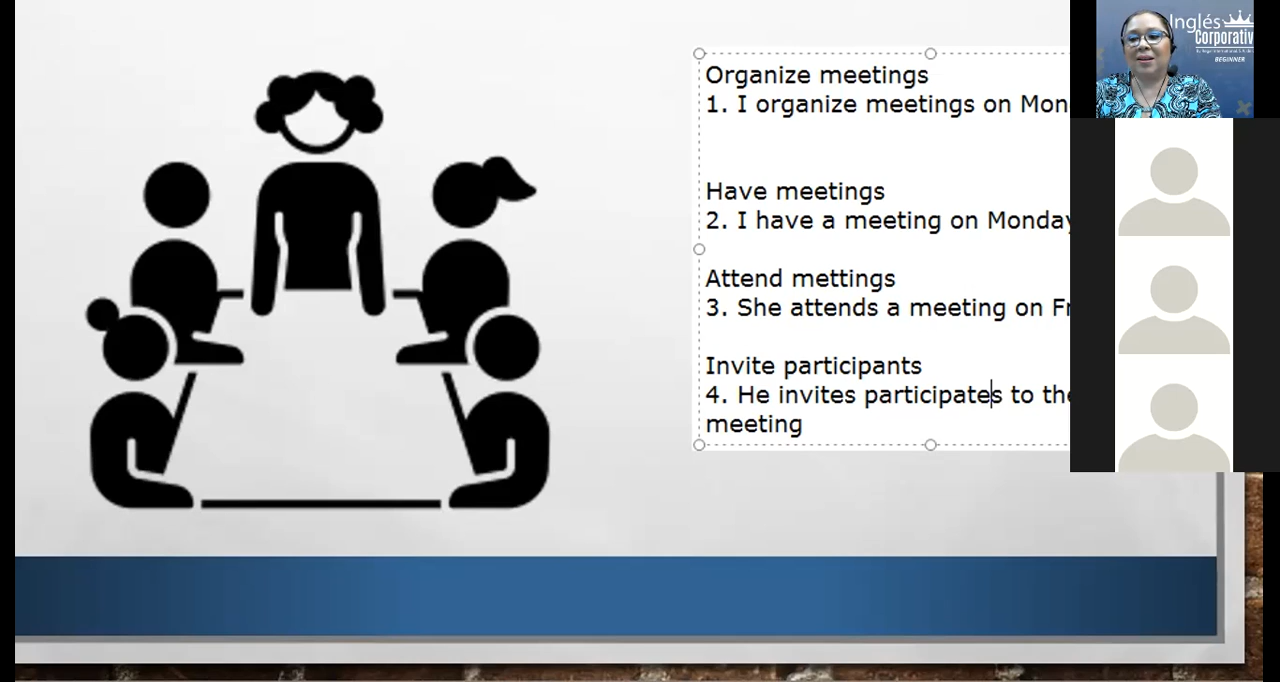 Organize meetings
1. I organize meetings on Mon
Have meetings
2. I have a meeting on Monday
Attend mettings
3. She attends a meeting on Fr
Invite participants
4. He invites participates to the
meeting
Inglés
Corporativ
BEGINNER